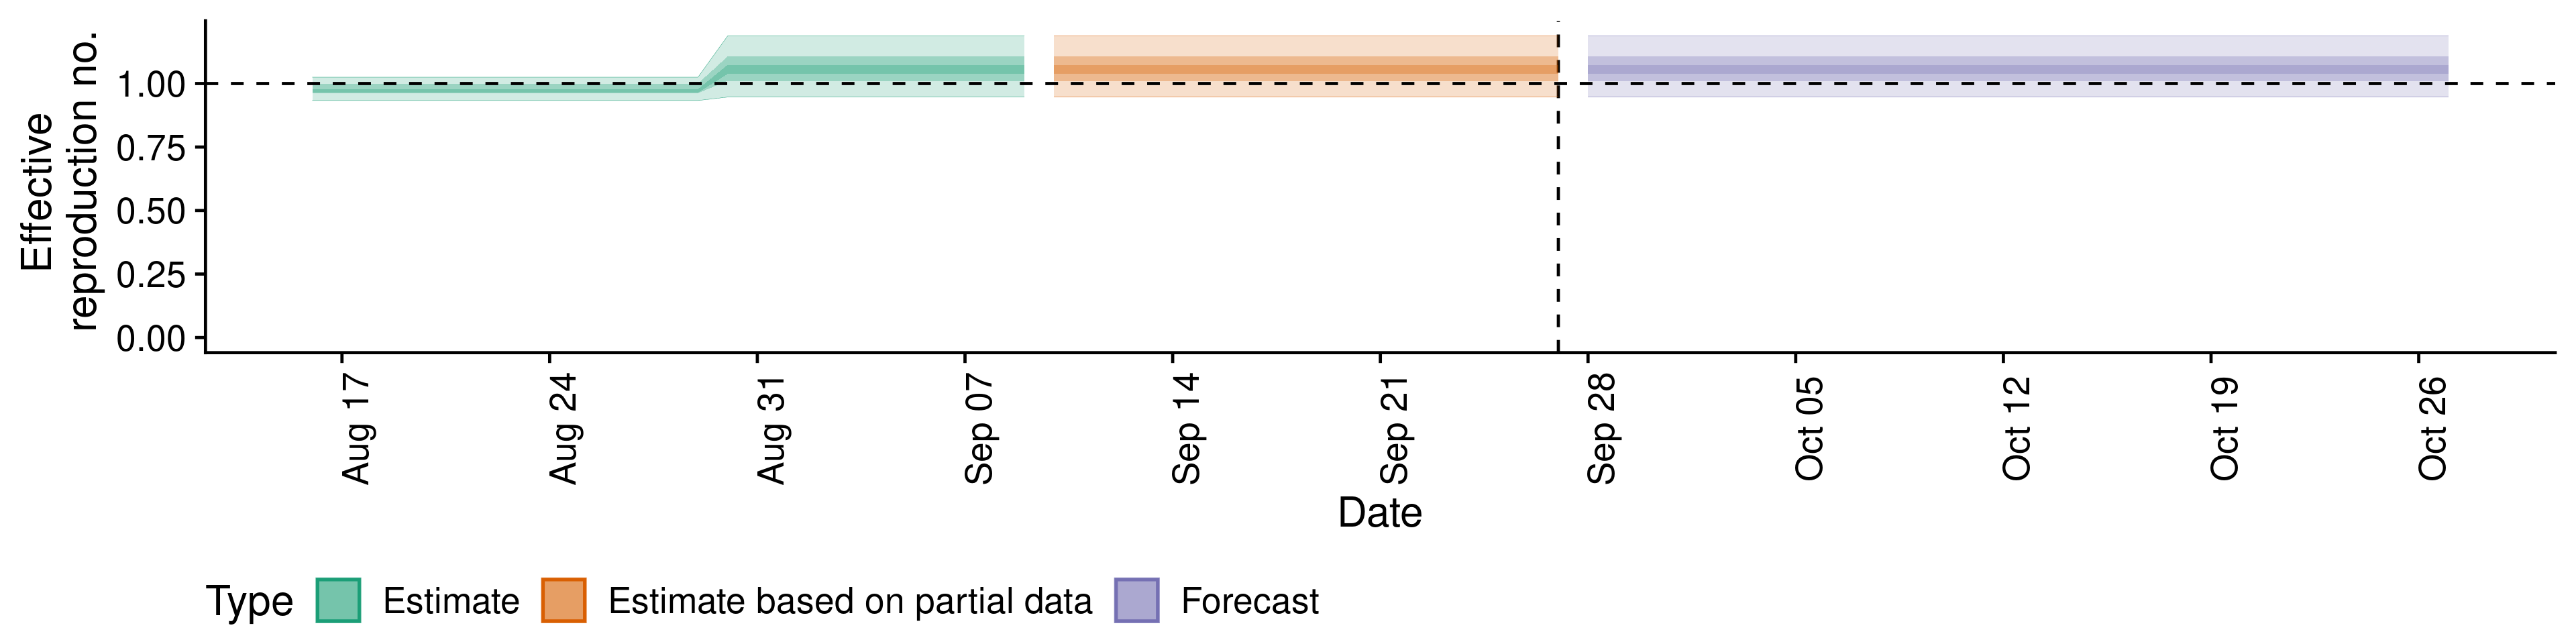 Effective
reproduction no.
1.00
0.75
0.50
0.25
0.00
Aug 17
Aug 24
Aug 31
Sep 07
Sep 14
Sep 21
Sep 28
Oct 05
Oct 12
Oct 19
Oct 26
Date
Type Estimate Estimate based on partial data Forecast